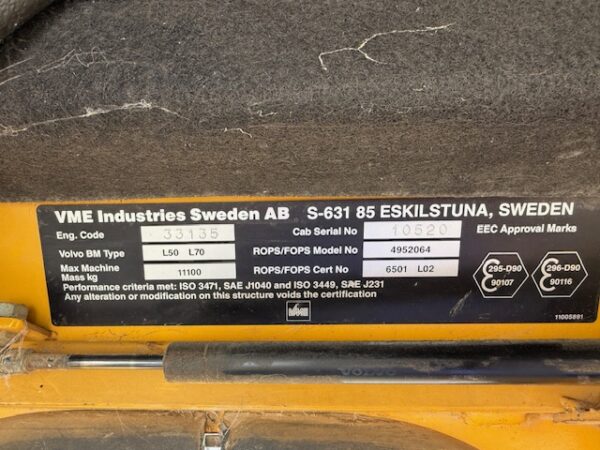 VME Industries Sweden AB S-631 85 ESKILSTUNA, SWEDEN
Eng. Code 33135 Cab Serial No 10520 EEC Approval Marks
Volvo BM Type L50 L70 ROPS/FOPS Model No 4952064
Max Machine Mass kg 11100 ROPS/FOPS Cert No 6501 L02
e 295-D90 90107
e 296-D90 90116
Performance criteria met: ISO 3471, SAE J1040 and ISO 3449, SAE J231
Any alteration or modification on this structure voids the certification
VME
11005891
VOLVO